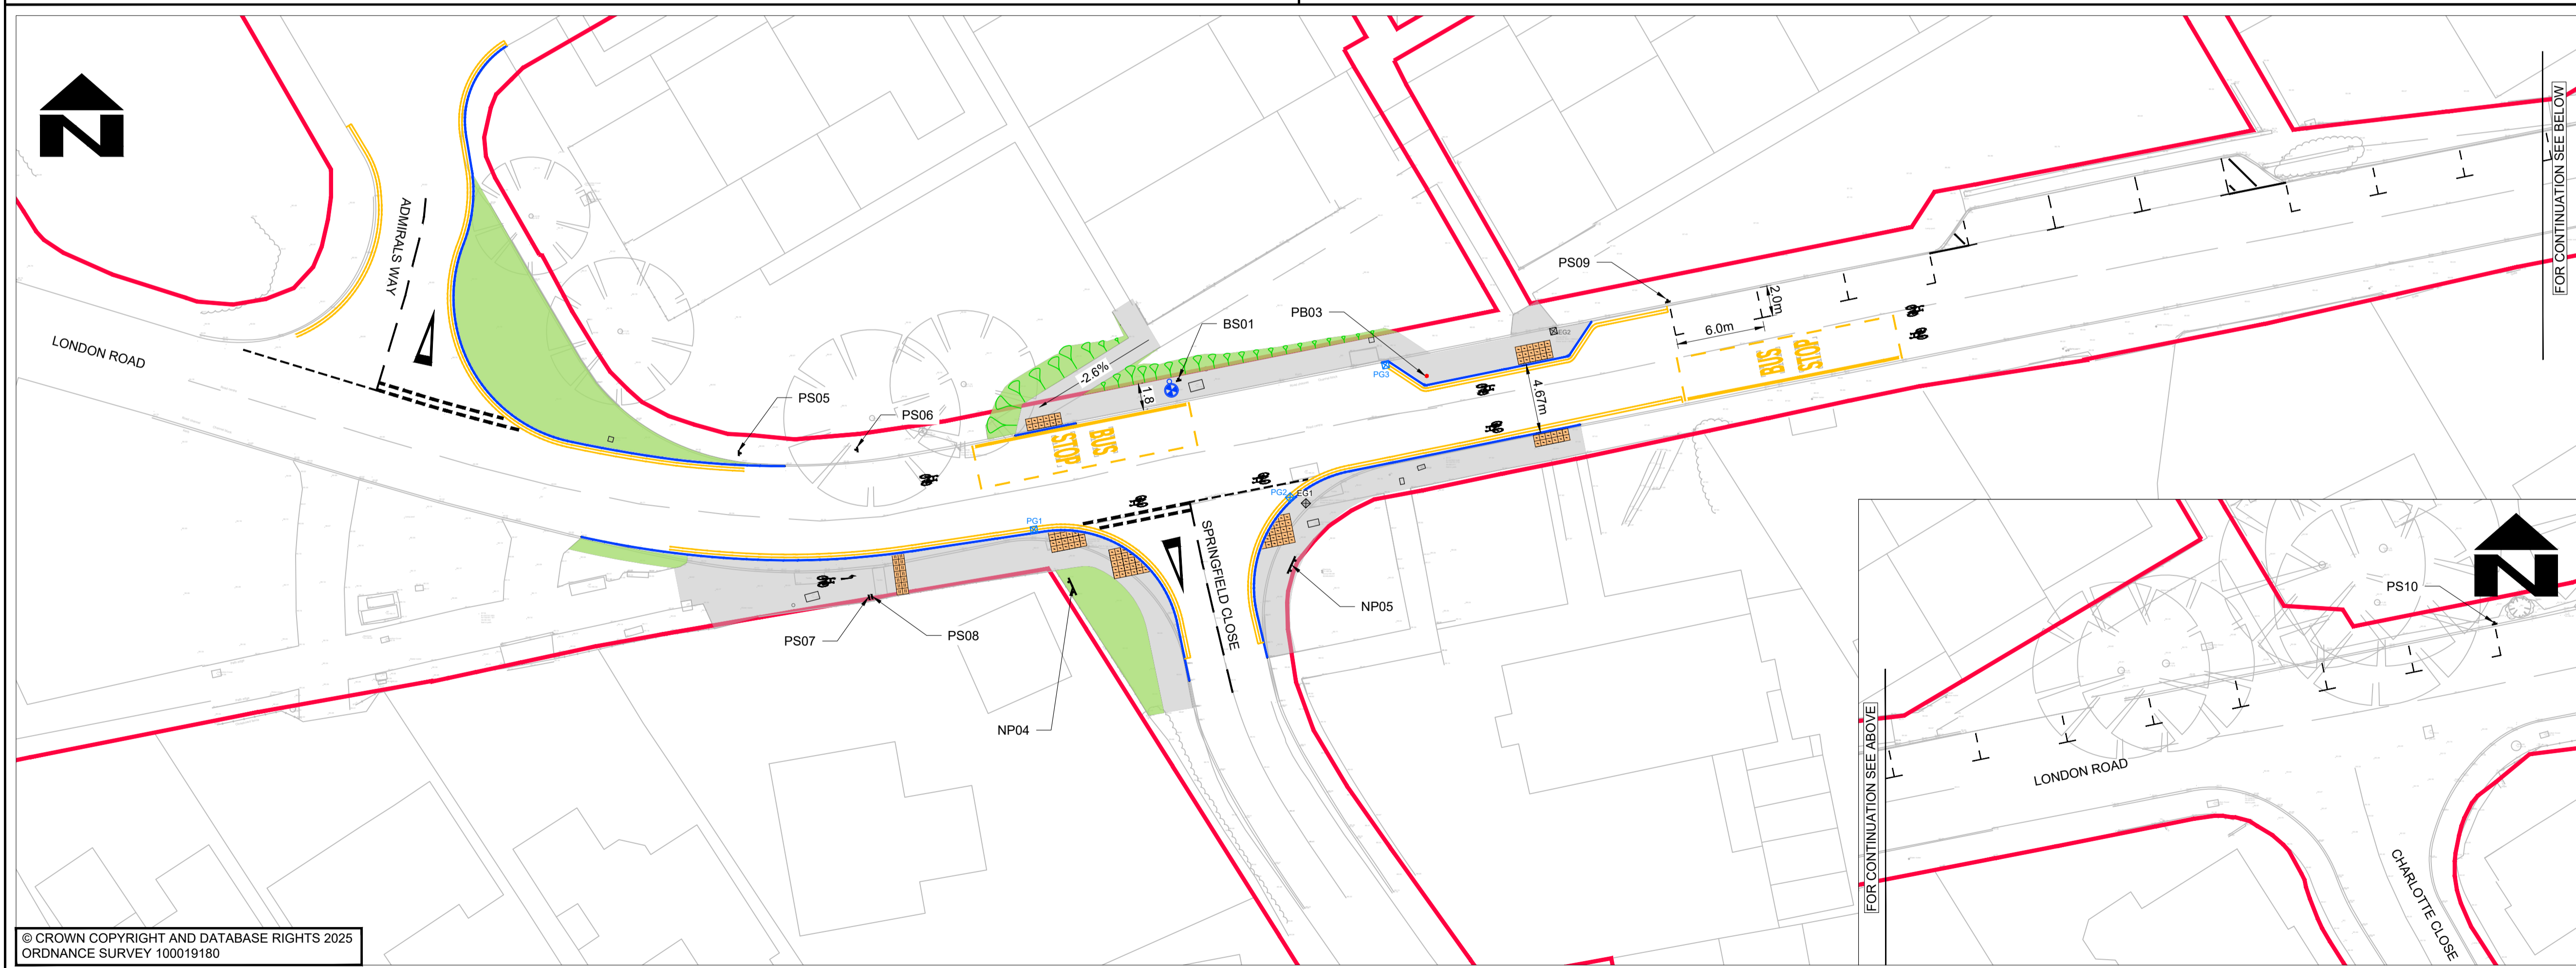 N
ADMIRALS WAY
LONDON ROAD
PS05
PS06
-2.6%
1.8
BS01
PB03
PG3
EG2
PS09
2.0m
6.0m
4.67m
BUS
STOP
BUS
STOP
FOR CONTINUATION SEE BELOW
PG1
PG2
EG1
SPRINGFIELD CLOSE
PS07
PS08
NP04
NP05
N
PS10
FOR CONTINUATION SEE ABOVE
LONDON ROAD
CHARLOTTE CLOSE
© CROWN COPYRIGHT AND DATABASE RIGHTS 2025
ORDNANCE SURVEY 100019180